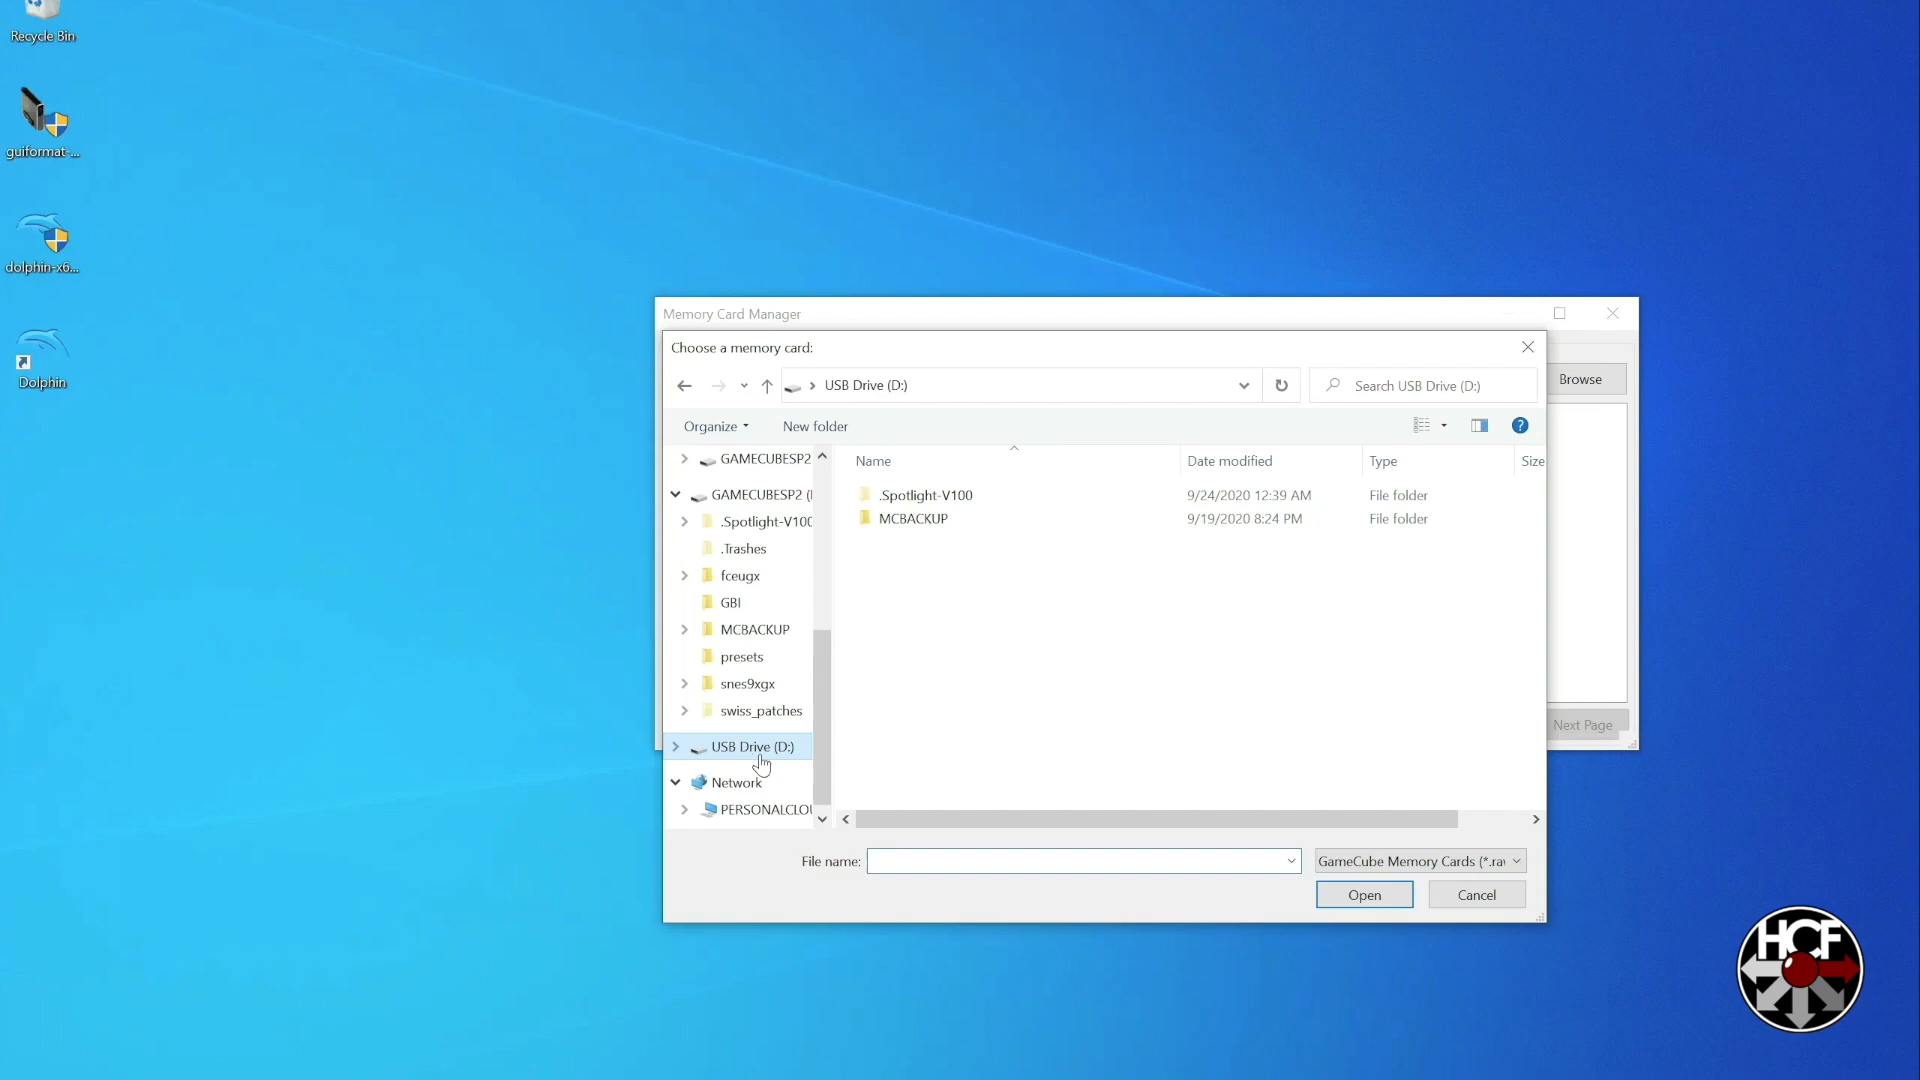 Recycle Bin
guiformat-...
dolphin-x6...
Dolphin
Memory Card Manager
Choose a memory card:
USB Drive (D:)
Search USB Drive (D:)
Browse
Organize
New folder
Name
Date modified
Type
Size
GAMECUBESP2
GAMECUBESP2 (
.Spotlight-V100
.Trashes
fceugx
GBI
MCBACKUP
presets
snes9xgx
swiss_patches
USB Drive (D:)
Network
PERSONALCLOU
.Spotlight-V100 9/24/2020 12:39 AM File folder
MCBACKUP 9/19/2020 8:24 PM File folder
Next Page
File name:
GameCube Memory Cards (*.ra
Open
Cancel
HCF